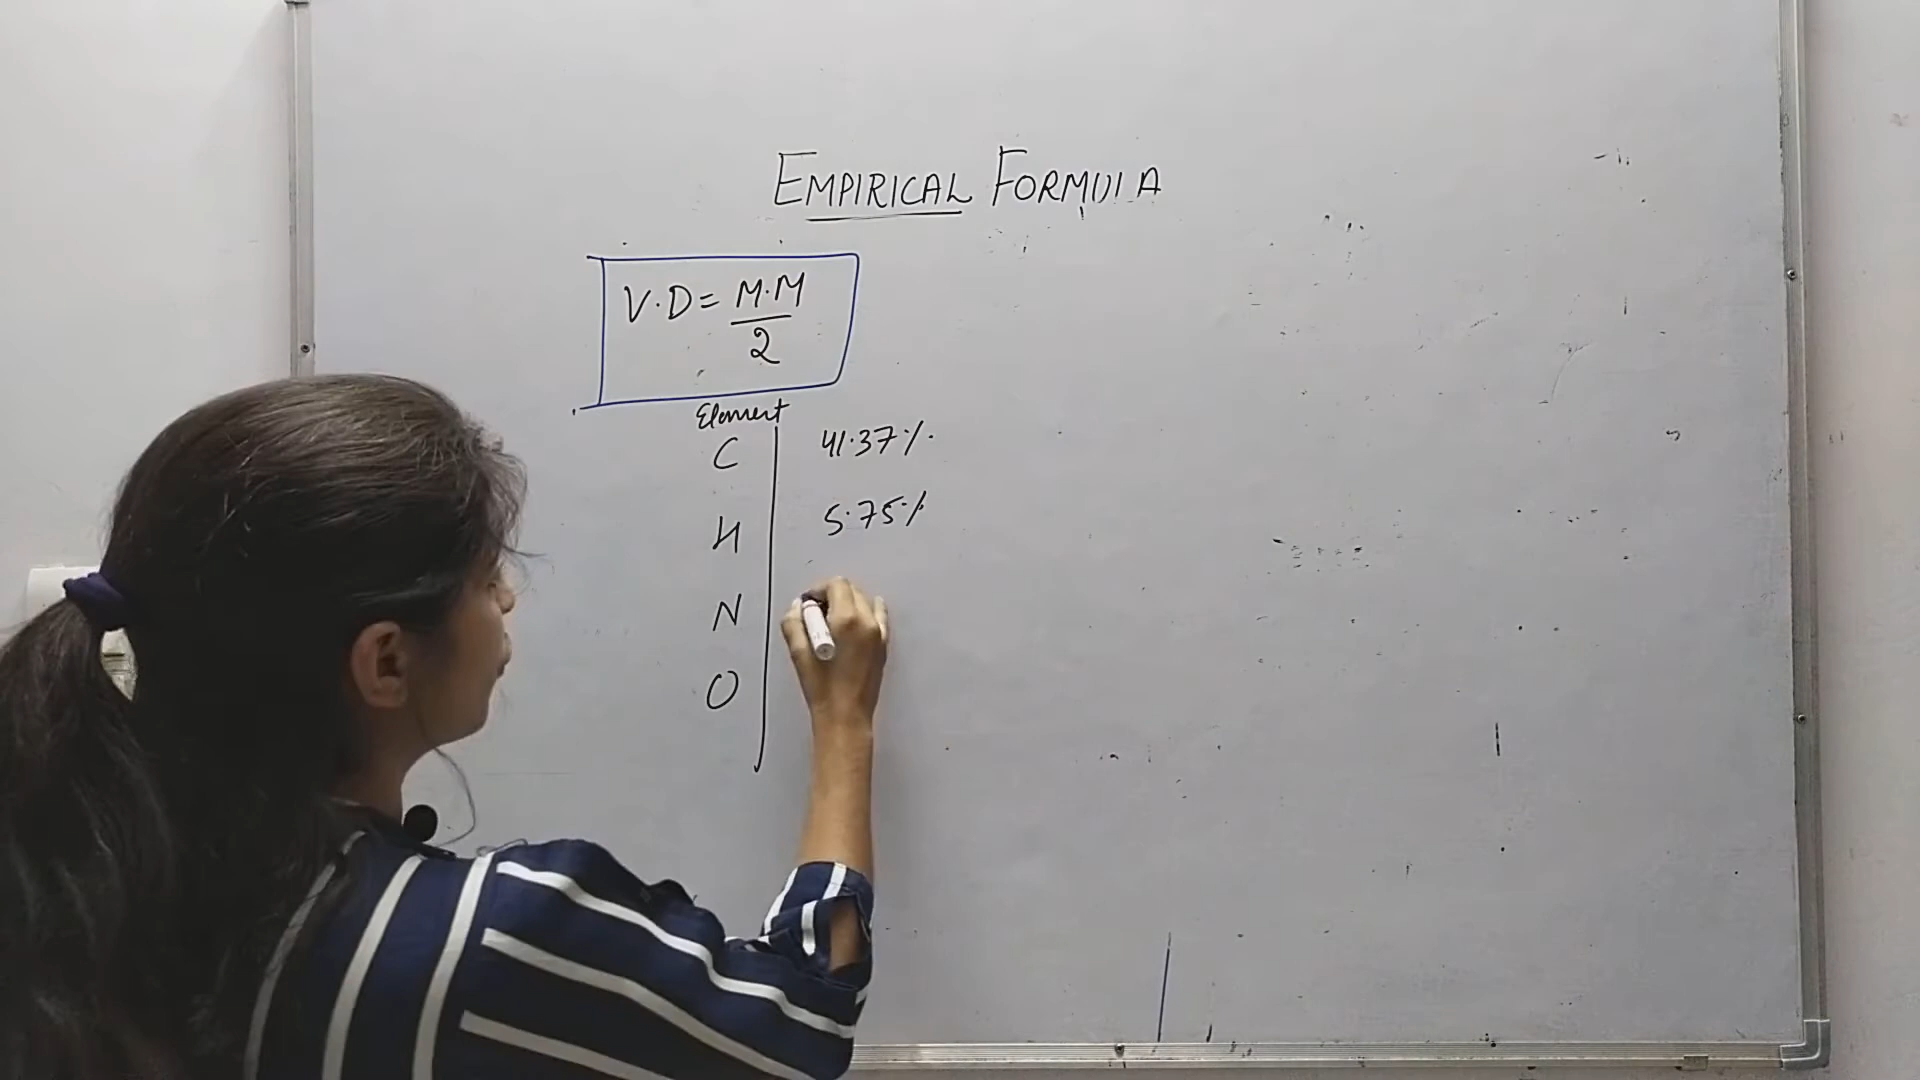 EMPIRICAL FORMULA
V.D = M.M
2
Element
C 41.37%
H 5.75%
N
O